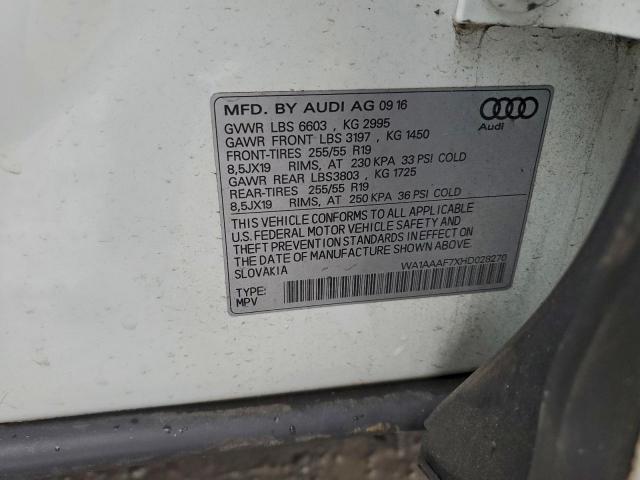 MFD. BY AUDI AG 09 16
Audi
GVWR LBS 6603 , KG 2995
GAWR FRONT LBS 3197 , KG 1450
FRONT-TIRES 255/55 R19
8,5JX19 RIMS, AT 230 KPA 33 PSI COLD
GAWR REAR LBS3803 , KG 1725
REAR-TIRES 255/55 R19
8,5JX19 RIMS, AT 250 KPA 36 PSI COLD
THIS VEHICLE CONFORMS TO ALL APPLICABLE
U.S. FEDERAL MOTOR VEHICLE SAFETY AND
THEFT PREVENTION STANDARDS IN EFFECT ON
THE DATE OF MANUFACTURE SHOWN ABOVE.
SLOVAKIA
WA1AAAF7XHD028270
TYPE:
MPV